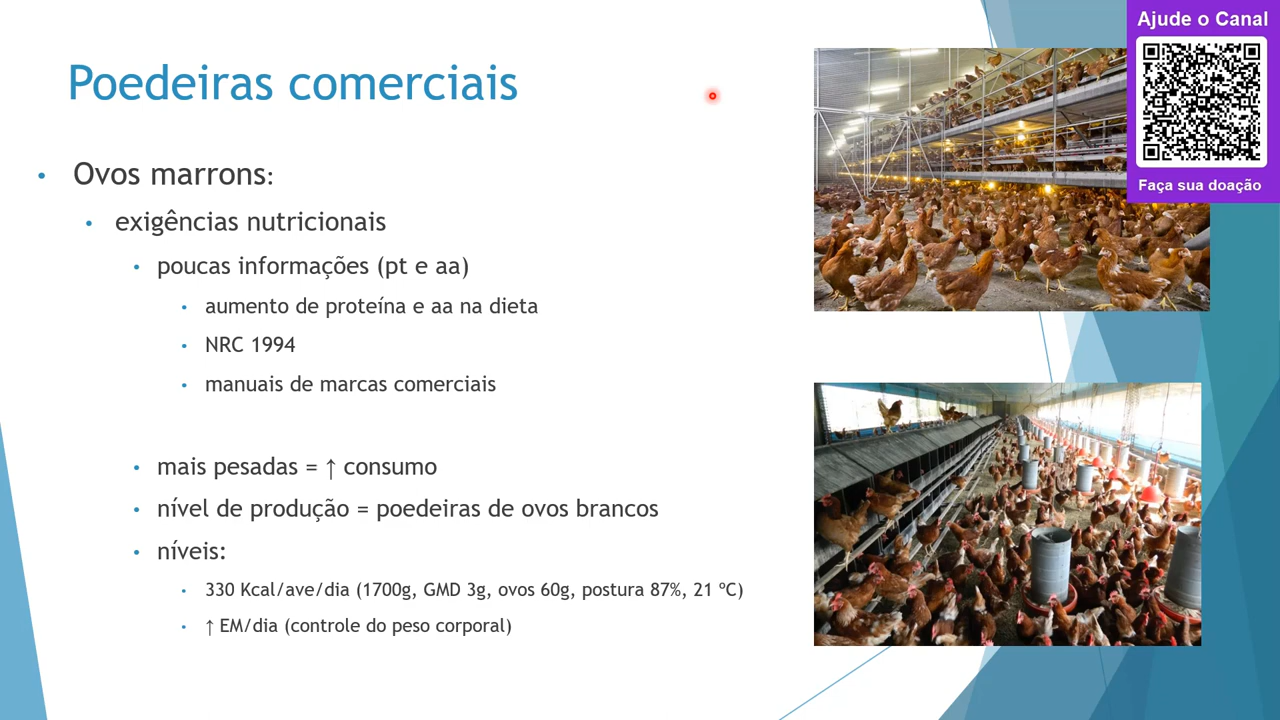 Poedeiras comerciais
Ovos marrons:
exigências nutricionais
poucas informações (pt e aa)
aumento de proteína e aa na dieta
NRC 1994
manuais de marcas comerciais
mais pesadas = ↑ consumo
nível de produção = poedeiras de ovos brancos
níveis:
330 Kcal/ave/dia (1700g, GMD 3g, ovos 60g, postura 87%, 21 ºC)
↑ EM/dia (controle do peso corporal)
Ajude o Canal
Faça sua doação